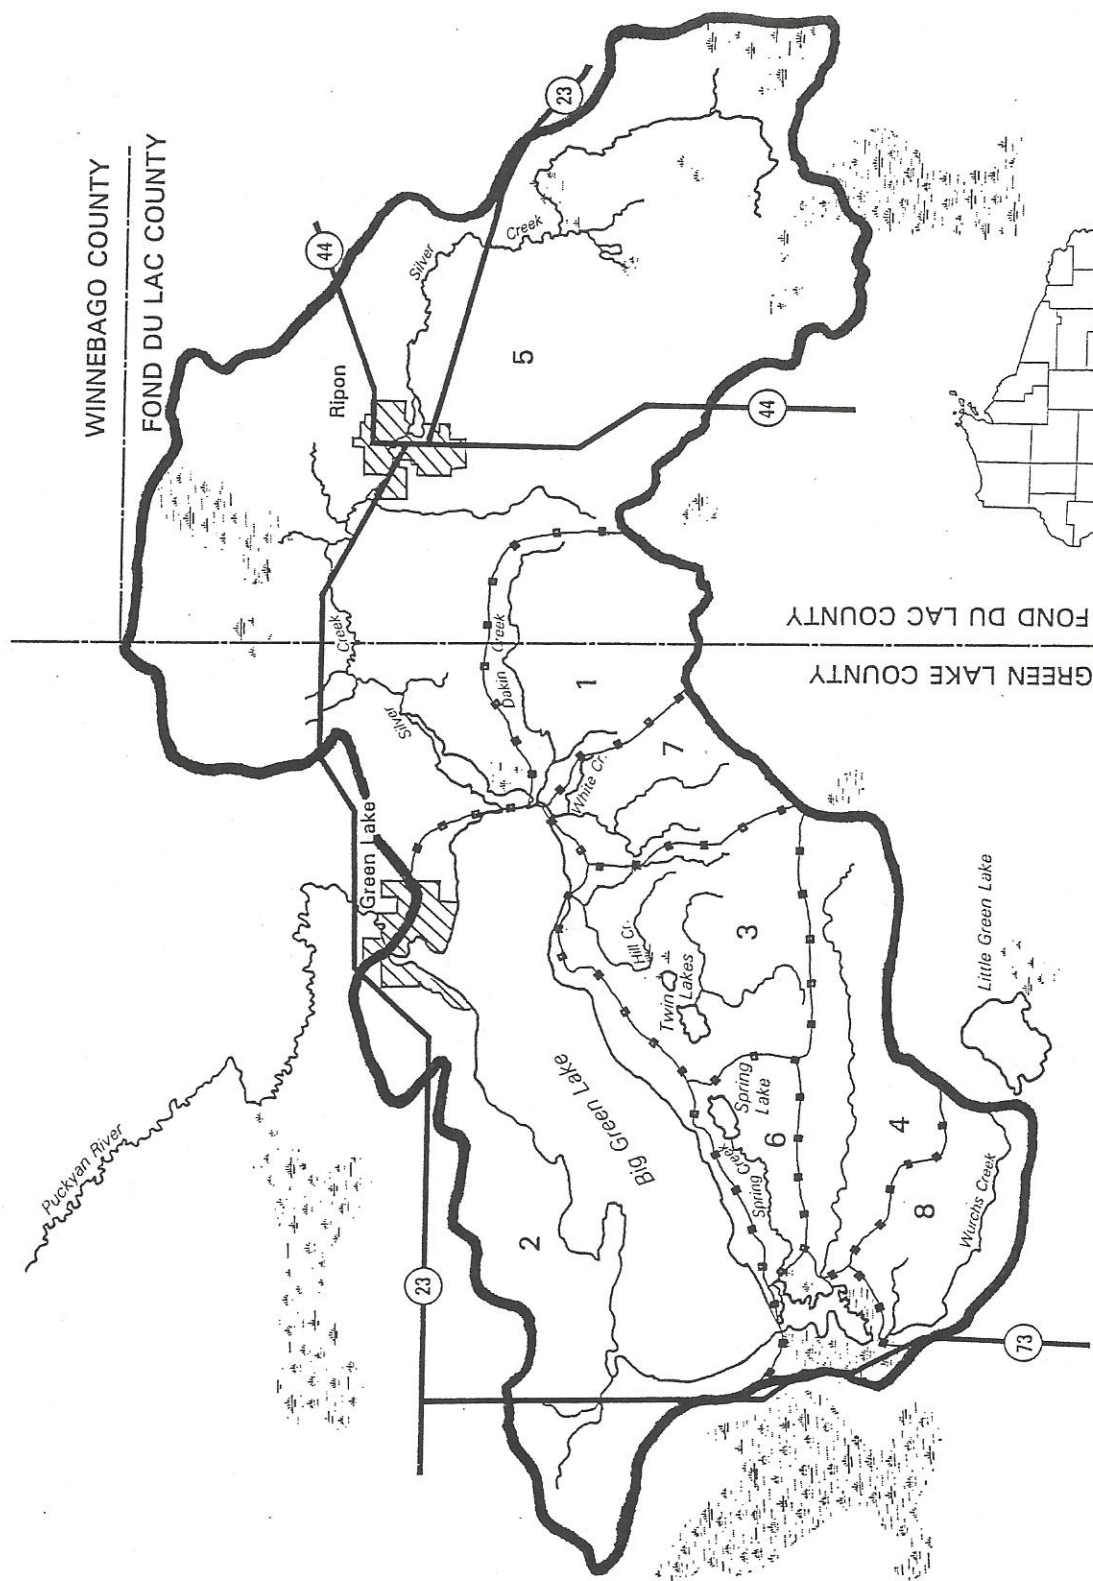 WINNEBAGO COUNTY
FOND DU LAC COUNTY
44
23
Ripon
Silver
Creek
5
44
Creek
Silver
Dakin
Creek
1
FOND DU LAC COUNTY
GREEN LAKE COUNTY
Green Lake
White Cr.
7
Puckyan River
Hill Cr.
Twin
Lakes
3
Little Green Lake
Big Green Lake
Spring
Lake
Spring Creek
6
4
2
8
Wurchs Creek
23
73